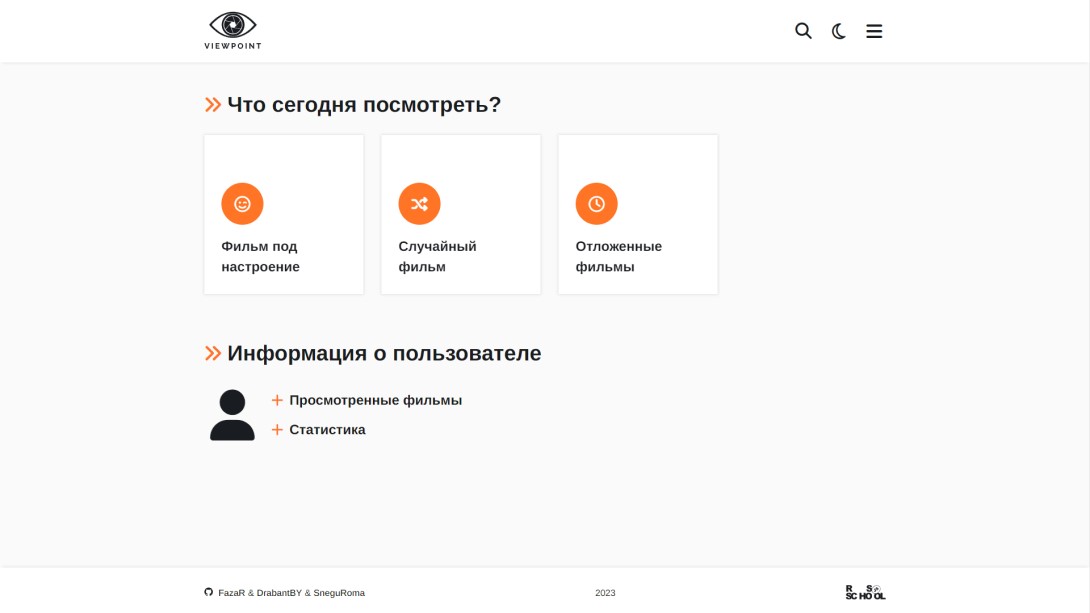 VIEWPOINT
Что сегодня посмотреть?
Фильм под
настроение
Случайный
фильм
Отложенные
фильмы
Информация о пользователе
Просмотренные фильмы
Статистика
FazaR & DrabantBY & SneguRoma
2023
RS
SCHOOL